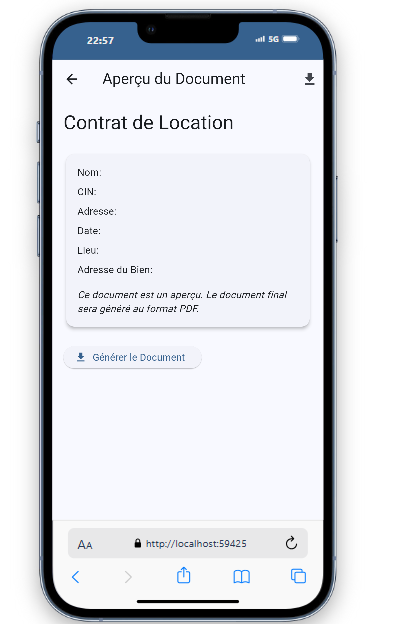 22:57
5G
Aperçu du Document
Contrat de Location
Nom:
CIN:
Adresse:
Date:
Lieu:
Adresse du Bien:
Ce document est un aperçu. Le document final
sera généré au format PDF.
Générer le Document
AA
http://localhost:59425